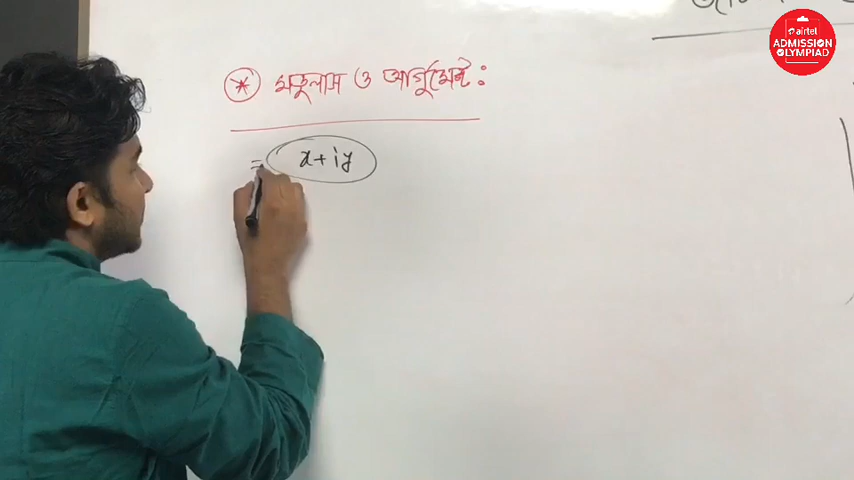 * মডুলাস ও আর্গুমেন্ট :
= x + iy
airtel
ADMISSION
OLYMPIAD